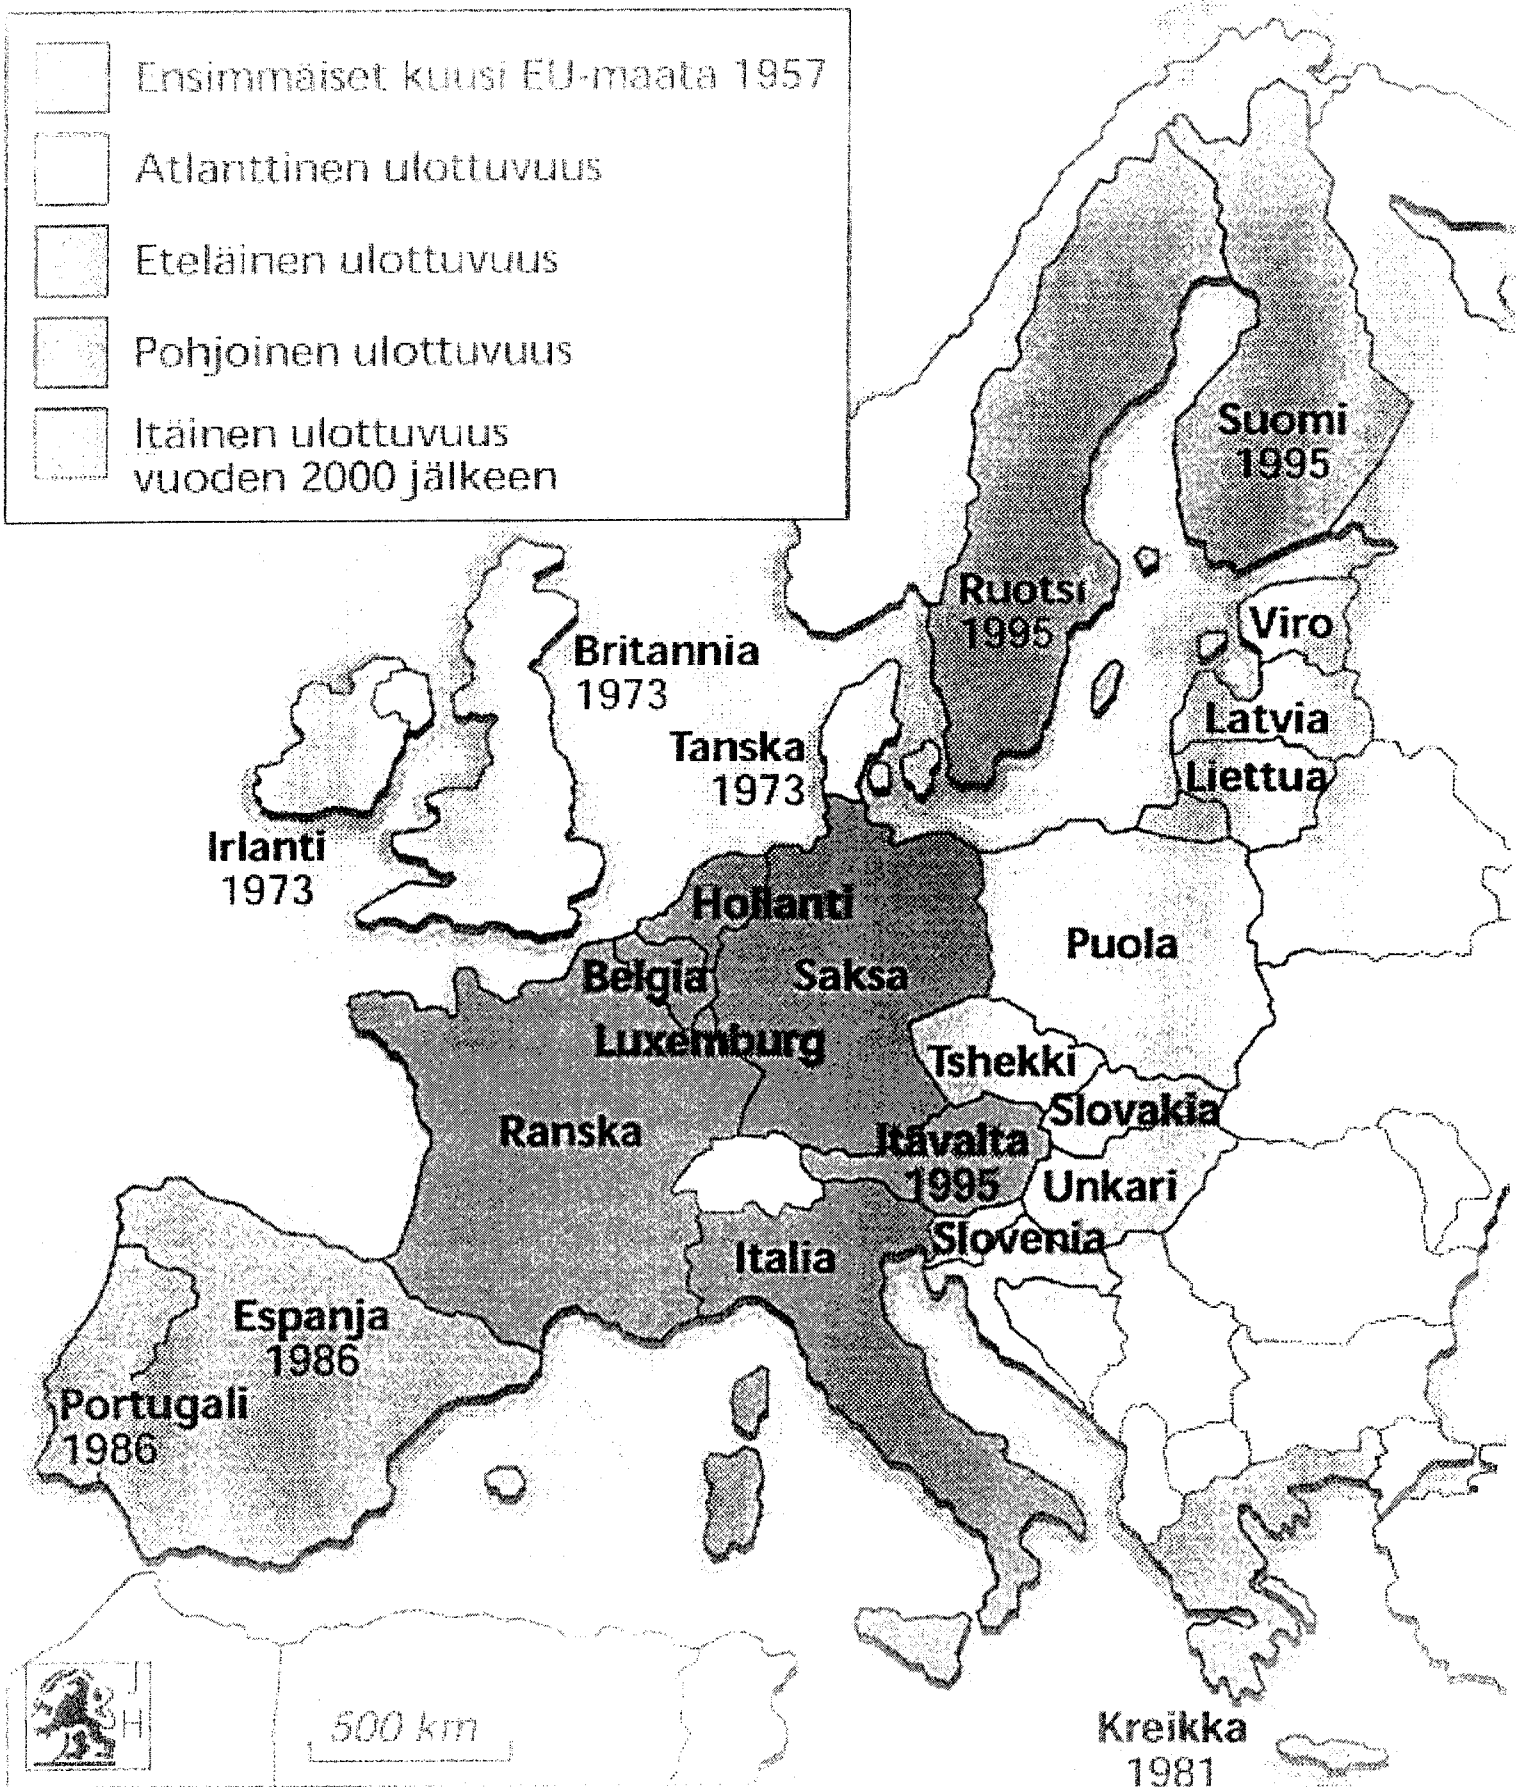 Ensimmäiset kuusi EU-maata 1957
Atlanttinen ulottuvuus
Eteläinen ulottuvuus
Pohjoinen ulottuvuus
Itäinen ulottuvuus
vuoden 2000 jälkeen
Suomi
1995
Ruotsi
1995
Viro
Britannia
1973
Latvia
Tanska
1973
Liettua
Irlanti
1973
Hollanti
Puola
Belgia
Saksa
Luxemburg
Tshekki
Slovakia
Ranska
Itävalta
1995
Unkari
Slovenia
Italia
Espanja
1986
Portugali
1986
J
H
500 km
Kreikka
1981